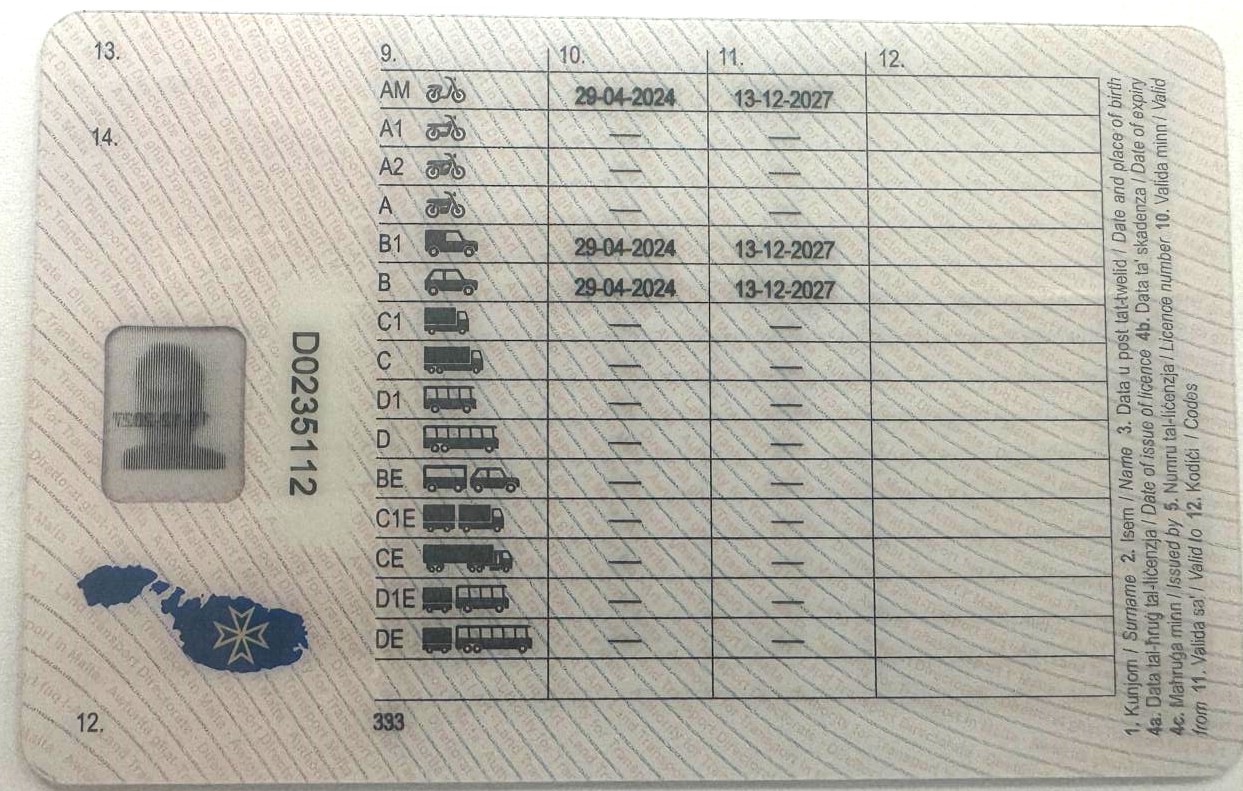 13.
14.
D0235112
12.
9. 10. 11. 12.
AM 29-04-2024 13-12-2027
A1 — —
A2 — —
A — —
B1 29-04-2024 13-12-2027
B 29-04-2024 13-12-2027
C1 — —
C — —
D1 — —
D — —
BE — —
C1E — —
CE — —
D1E — —
DE — —
393
1. Kunjom / Surname 2. Isem / Name 3. Data u post tat-twelid / Date and place of birth
4a. Data tal-ħruġ tal-liċenzja / Date of issue of licence 4b. Data ta' skadenza / Date of expiry
4c. Maħruġa minn / Issued by 5. Numru tal-liċenzja / Licence number 10. Valida minn / Valid
from 11. Valida sa' / Valid to 12. Kodiċi / Codes